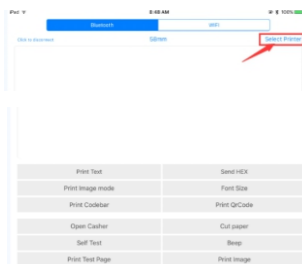 iPad 6:48 AM 100%
Bluetooth WiFi
Click to disconnect 58mm Select Printer
Print Text Send HEX
Print Image mode Font Size
Print Codebar Print QrCode
Open Casher Cut paper
Self Test Beep
Print Test Page Print Image